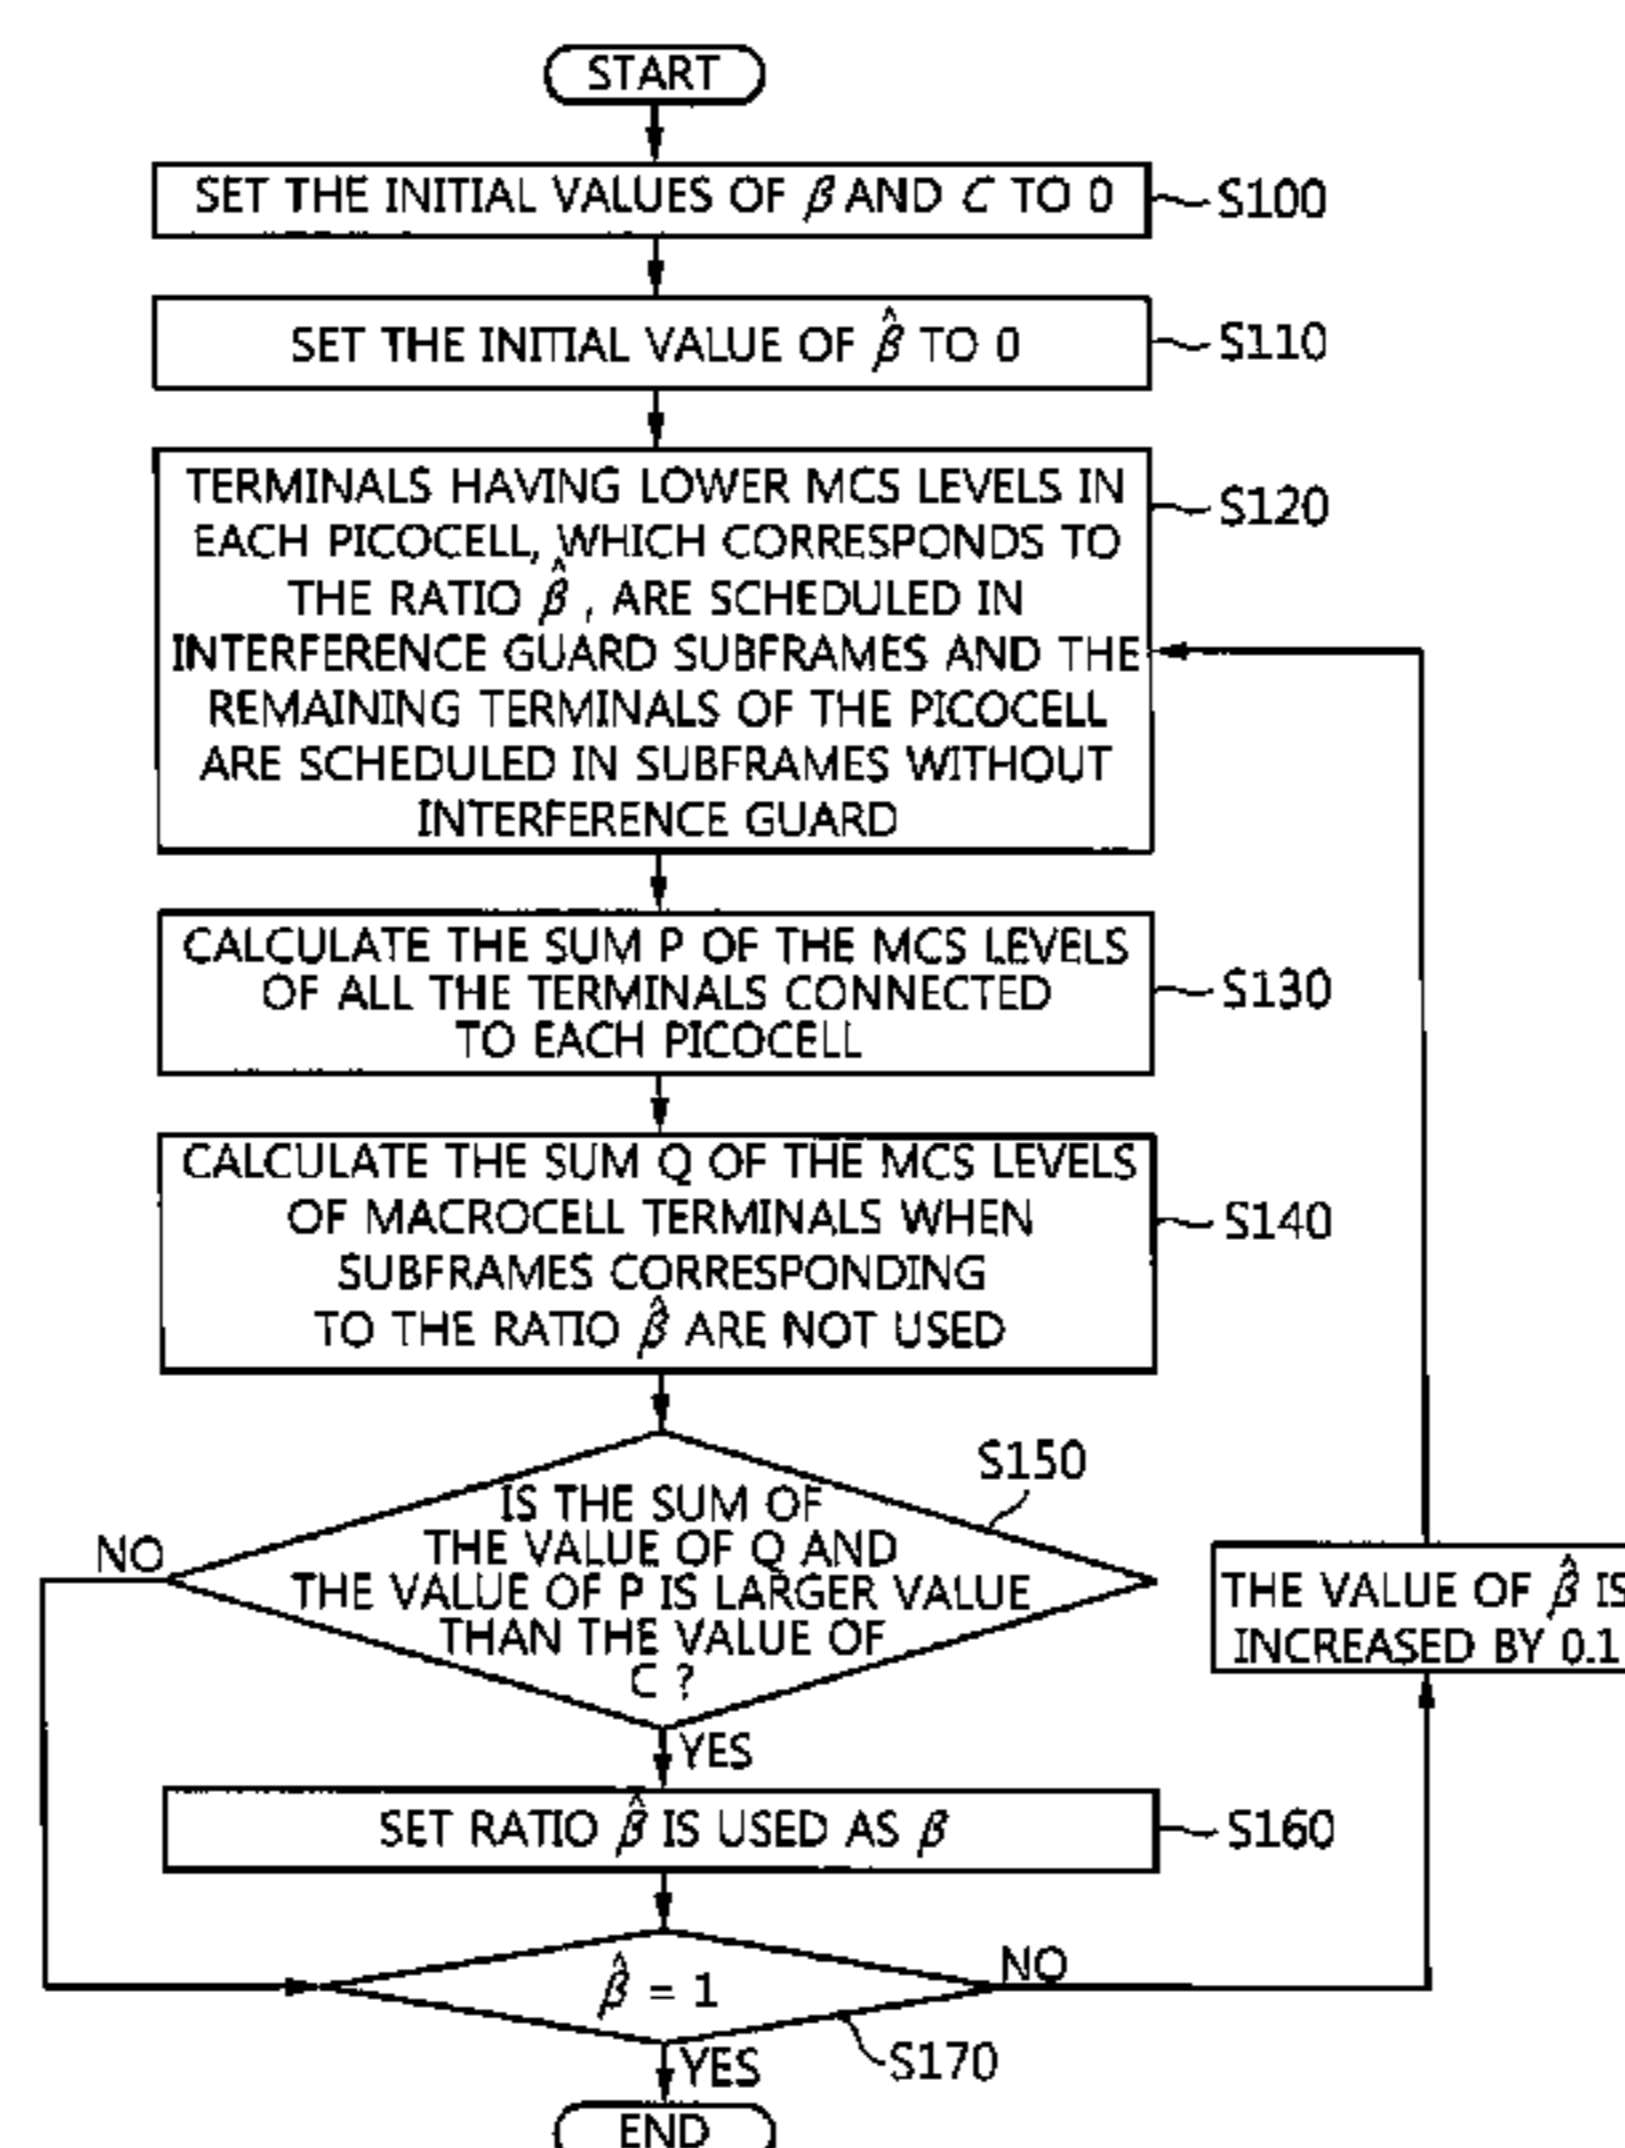 START
SET THE INITIAL VALUES OF β AND C TO 0
S100
SET THE INITIAL VALUE OF β̂ TO 0
S110
TERMINALS HAVING LOWER MCS LEVELS IN
EACH PICOCELL, WHICH CORRESPONDS TO
THE RATIO β̂ , ARE SCHEDULED IN
INTERFERENCE GUARD SUBFRAMES AND THE
REMAINING TERMINALS OF THE PICOCELL
ARE SCHEDULED IN SUBFRAMES WITHOUT
INTERFERENCE GUARD
S120
CALCULATE THE SUM P OF THE MCS LEVELS
OF ALL THE TERMINALS CONNECTED
TO EACH PICOCELL
S130
CALCULATE THE SUM Q OF THE MCS LEVELS
OF MACROCELL TERMINALS WHEN
SUBFRAMES CORRESPONDING
TO THE RATIO β̂ ARE NOT USED
S140
IS THE SUM OF
THE VALUE OF Q AND
THE VALUE OF P IS LARGER VALUE
THAN THE VALUE OF
C ?
S150
NO
YES
THE VALUE OF β̂ IS
INCREASED BY 0.1
SET RATIO β̂ IS USED AS β
S160
β̂ = 1
NO
S170
YES
END